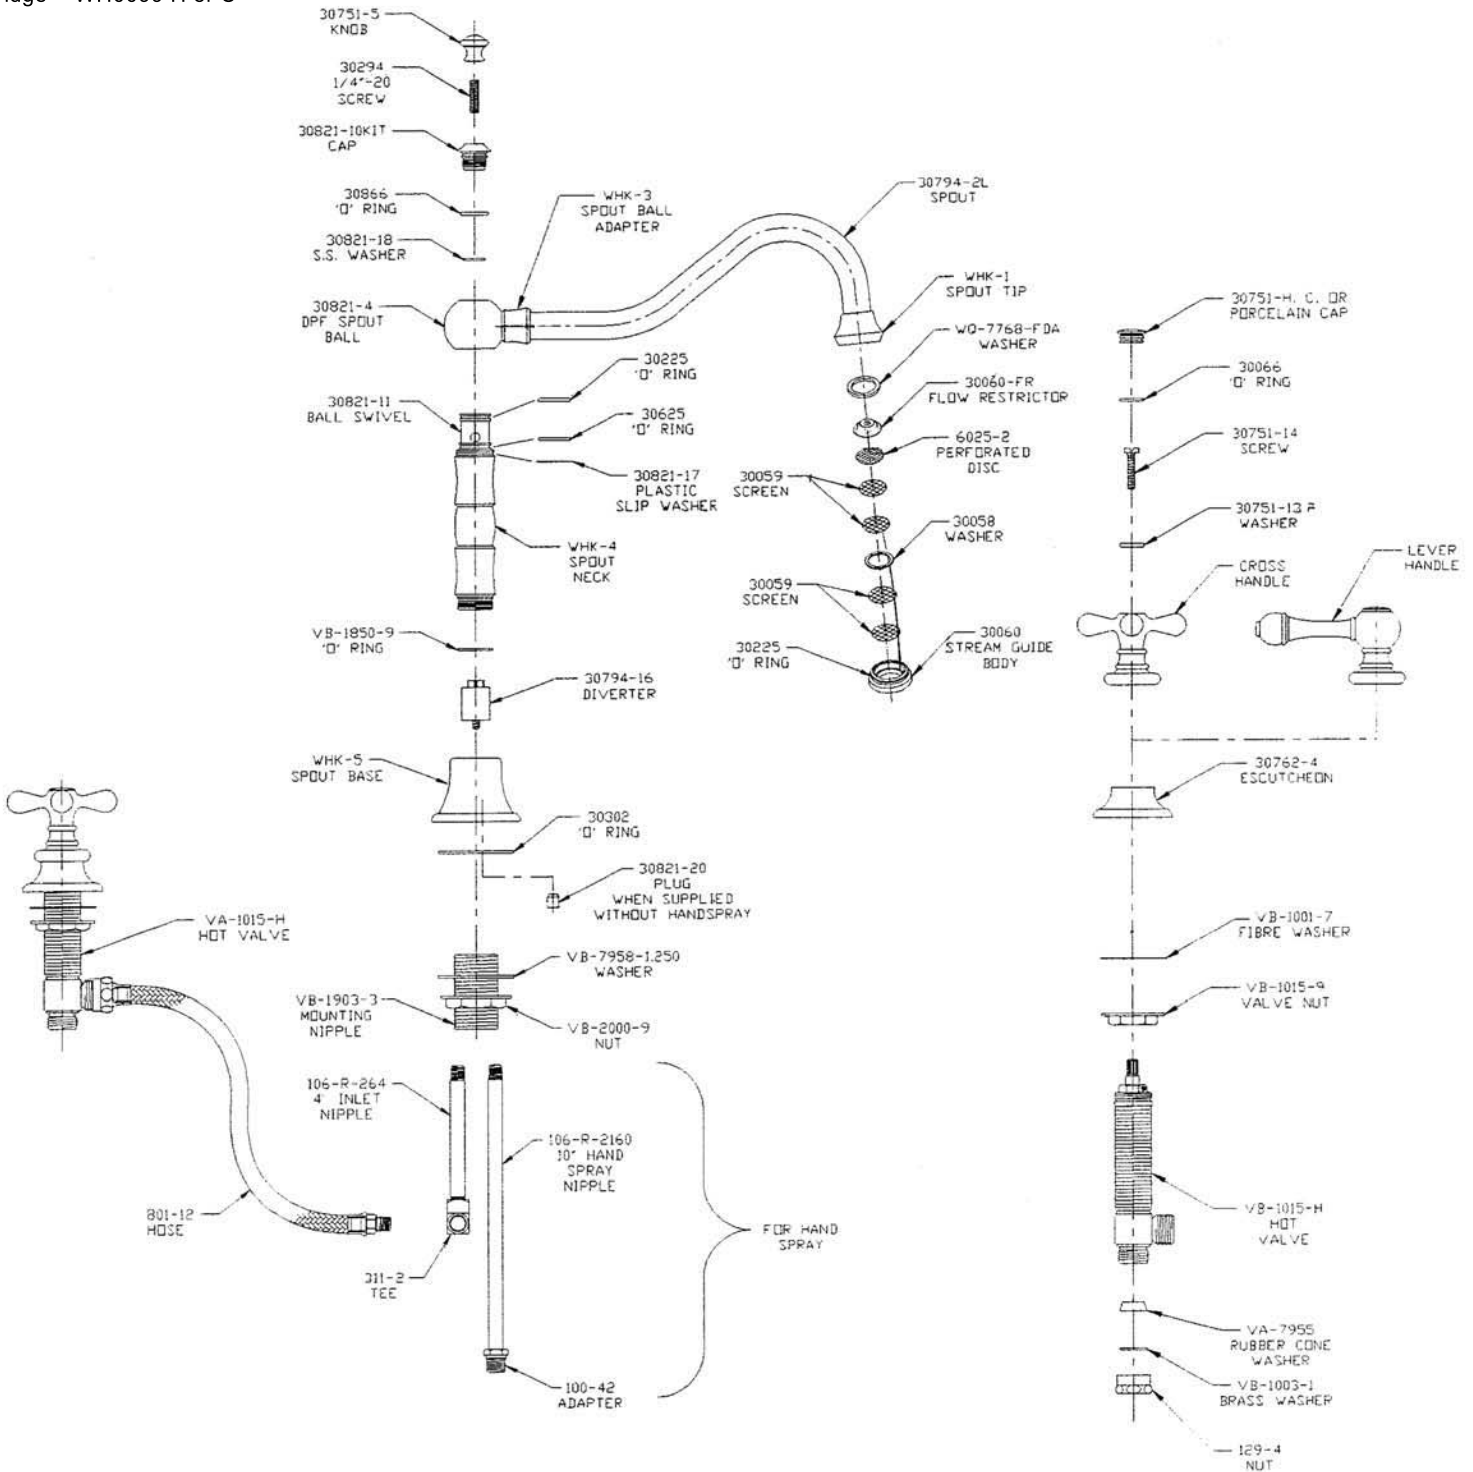 30751-5
KNOB
30294
1/4"-20
SCREW
30821-10KIT
CAP
30866
'O' RING
30821-18
S.S. WASHER
30821-4
DPF SPOUT
BALL
WHK-3
SPOUT BALL
ADAPTER
30794-2L
SPOUT
WHK-1
SPOUT TIP
WQ-7768-FDA
WASHER
30060-FR
FLOW RESTRICTOR
6025-2
PERFORATED
DISC
30059
SCREEN
30058
WASHER
30059
SCREEN
30225
'O' RING
30060
STREAM GUIDE
BODY
30225
'O' RING
30821-11
BALL SWIVEL
30625
'O' RING
30821-17
PLASTIC
SLIP WASHER
WHK-4
SPOUT
NECK
VB-1850-9
'O' RING
30794-16
DIVERTER
WHK-5
SPOUT BASE
30302
'O' RING
30821-20
PLUG
WHEN SUPPLIED
WITHOUT HANDSPRAY
VA-1015-H
HOT VALVE
VB-7958-1.250
WASHER
VB-1903-3
MOUNTING
NIPPLE
VB-2000-9
NUT
106-R-264
4" INLET
NIPPLE
106-R-2160
10" HAND
SPRAY
NIPPLE
801-12
HOSE
311-2
TEE
100-42
ADAPTER
FOR HAND
SPRAY
30751-H. C. OR
PORCELAIN CAP
30066
'O' RING
30751-14
SCREW
30751-13
WASHER
CROSS
HANDLE
LEVER
HANDLE
30762-4
ESCUTCHEON
VB-1001-7
FIBRE WASHER
VB-1015-9
VALVE NUT
VB-1015-H
HOT
VALVE
VA-7955
RUBBER CONE
WASHER
VB-1003-1
BRASS WASHER
129-4
NUT